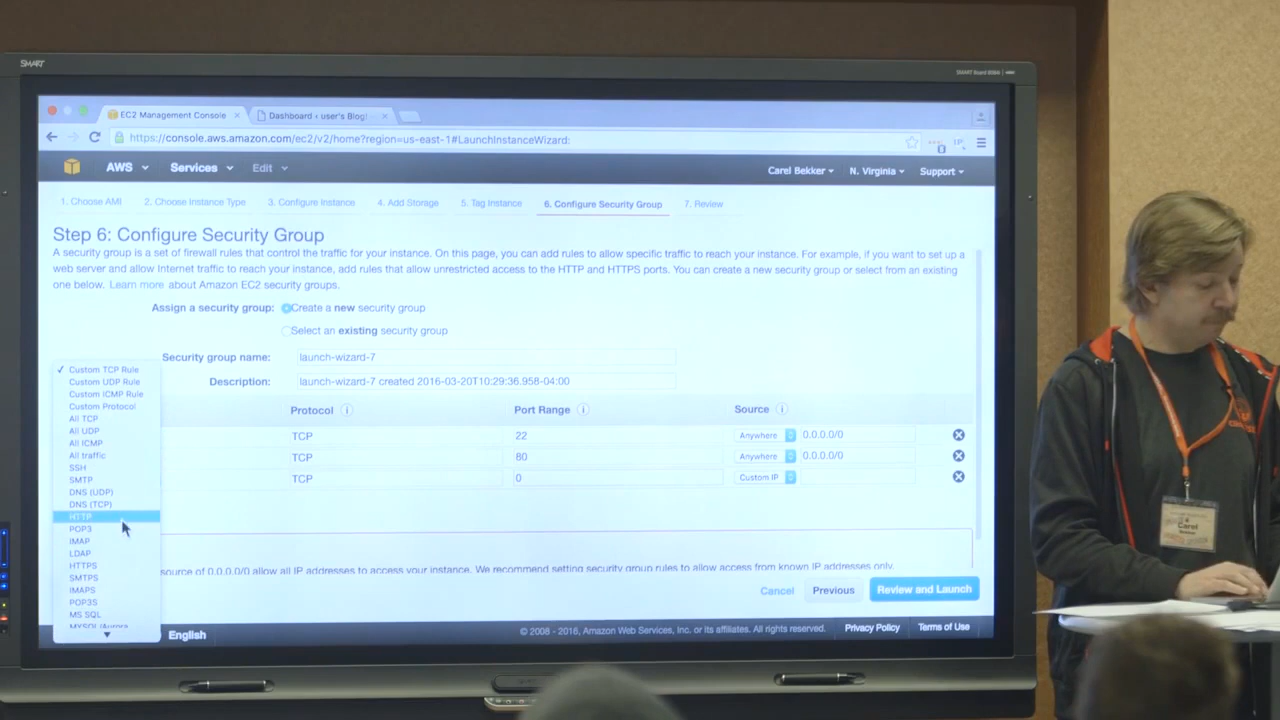 SMART
EC2 Management Console
Dashboard ‹ user's Blog!
https://console.aws.amazon.com/ec2/v2/home?region=us-east-1#LaunchInstanceWizard:
AWS Services Edit Carel Bekker N. Virginia Support
1. Choose AMI 2. Choose Instance Type 3. Configure Instance 4. Add Storage 5. Tag Instance 6. Configure Security Group 7. Review
Step 6: Configure Security Group
A security group is a set of firewall rules that control the traffic for your instance. On this page, you can add rules to allow specific traffic to reach your instance. For example, if you want to set up a
web server and allow Internet traffic to reach your instance, add rules that allow unrestricted access to the HTTP and HTTPS ports. You can create a new security group or select from an existing
one below. Learn more about Amazon EC2 security groups.
Assign a security group: Create a new security group
Select an existing security group
Security group name: launch-wizard-7
Description: launch-wizard-7 created 2016-03-20T10:29:36.958-04:00
✓ Custom TCP Rule
Custom UDP Rule
Custom ICMP Rule
Custom Protocol
All TCP
All UDP
All ICMP
All traffic
SSH
SMTP
DNS (UDP)
DNS (TCP)
HTTP
POP3
IMAP
LDAP
HTTPS
SMTPS
IMAPS
POP3S
MS SQL
MYSQL/Aurora
Protocol i Port Range i Source i
TCP 22 Anywhere 0.0.0.0/0
TCP 80 Anywhere 0.0.0.0/0
TCP 0 Custom IP
source of 0.0.0.0/0 allow all IP addresses to access your instance. We recommend setting security group rules to allow access from known IP addresses only.
Cancel Previous Review and Launch
English © 2008 - 2016, Amazon Web Services, Inc. or its affiliates. All rights reserved. Privacy Policy Terms of Use
Carel